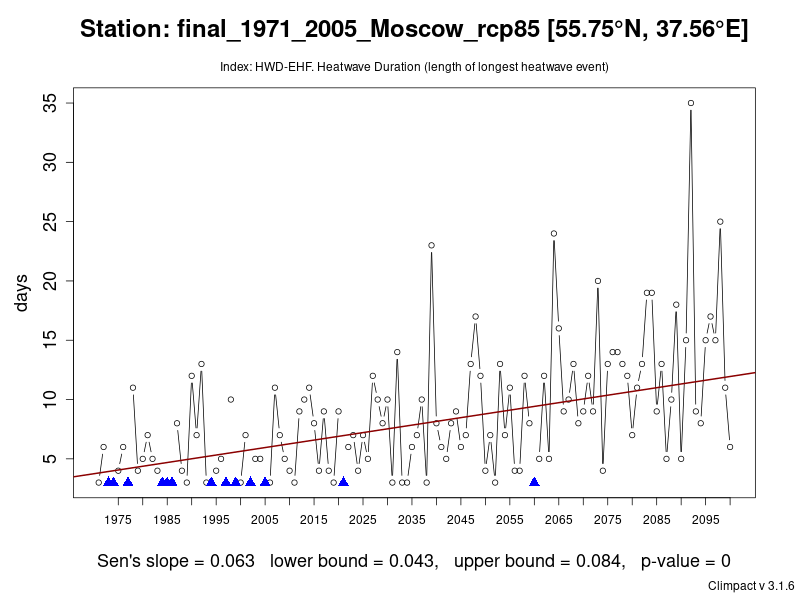 Station: final_1971_2005_Moscow_rcp85 [55.75°N, 37.56°E]
Index: HWD-EHF. Heatwave Duration (length of longest heatwave event)
days
35
30
25
20
15
10
5
1975 1985 1995 2005 2015 2025 2035 2045 2055 2065 2075 2085 2095
Sen's slope = 0.063 lower bound = 0.043, upper bound = 0.084, p-value = 0
Climpact v 3.1.6